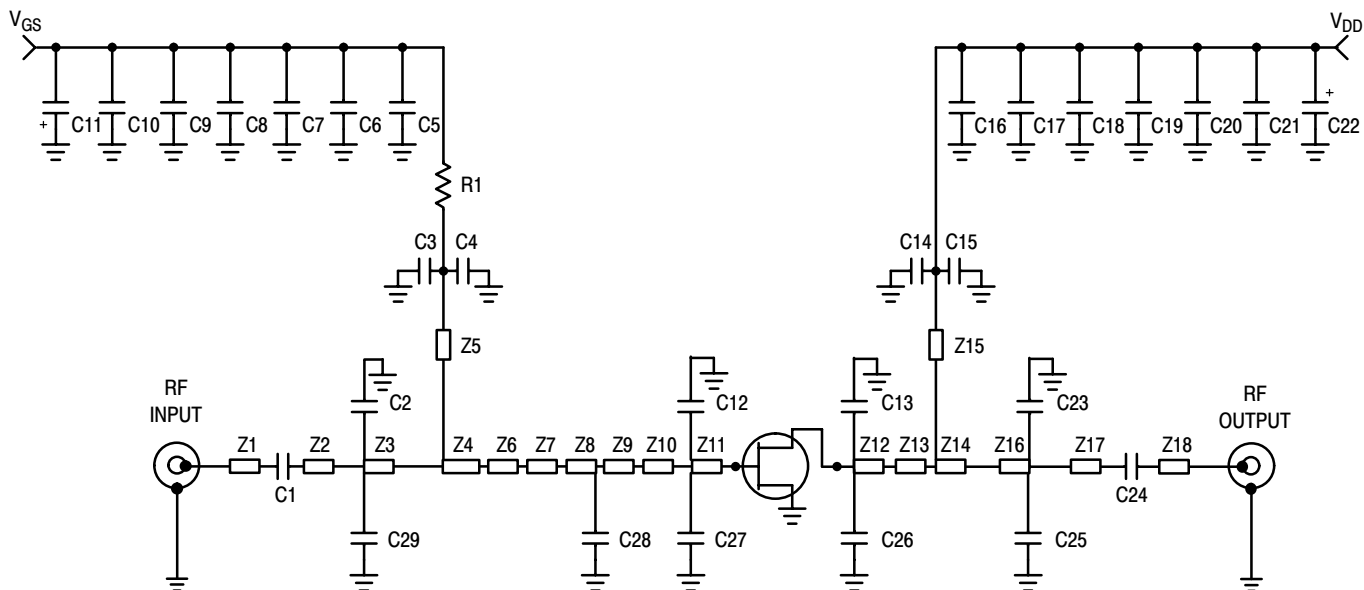 VGS
VDD
+ C11 C10 C9 C8 C7 C6 C5
C16 C17 C18 C19 C20 C21 + C22
R1
C3 C4
C14 C15
Z5
Z15
RF
INPUT
C2
C12
C13
C23
RF
OUTPUT
Z1 Z2 Z3 Z4 Z6 Z7 Z8 Z9 Z10 Z11 Z12 Z13 Z14 Z16 Z17 Z18
C1
C24
C29
C28
C27
C26
C25